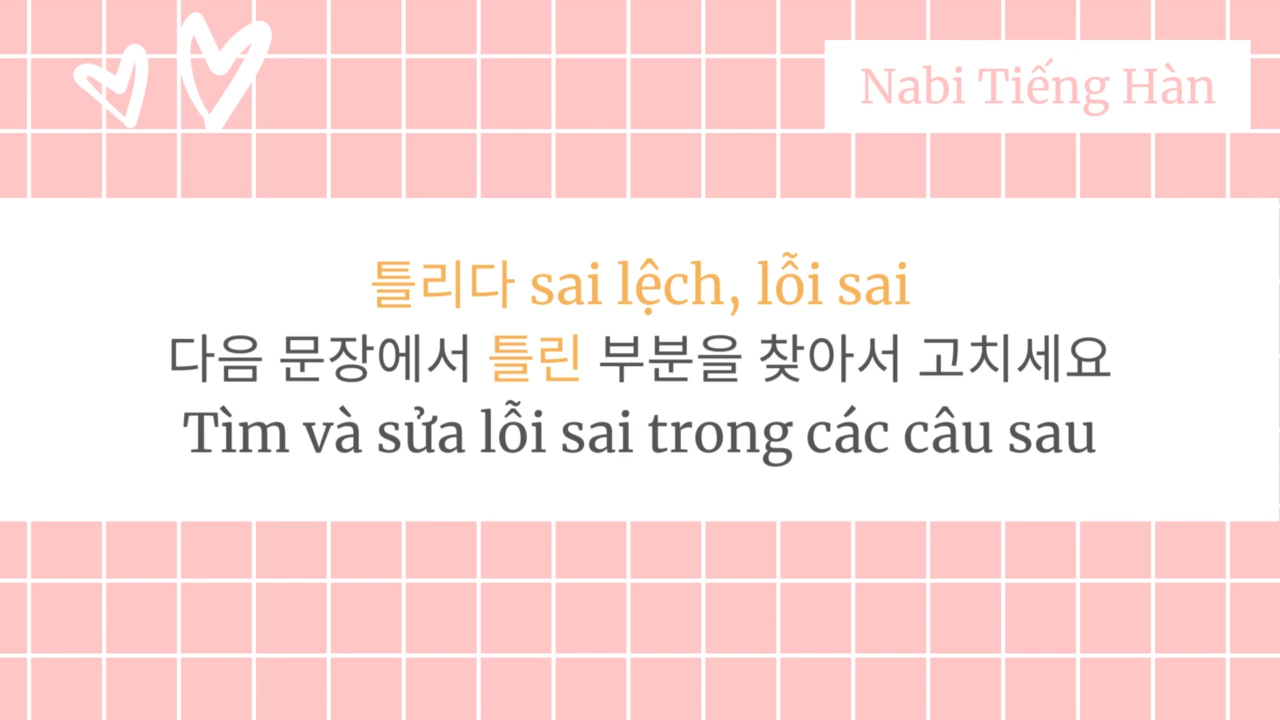 Nabi Tiếng Hàn
틀리다 sai lệch, lỗi sai
다음 문장에서 틀린 부분을 찾아서 고치세요
Tìm và sửa lỗi sai trong các câu sau